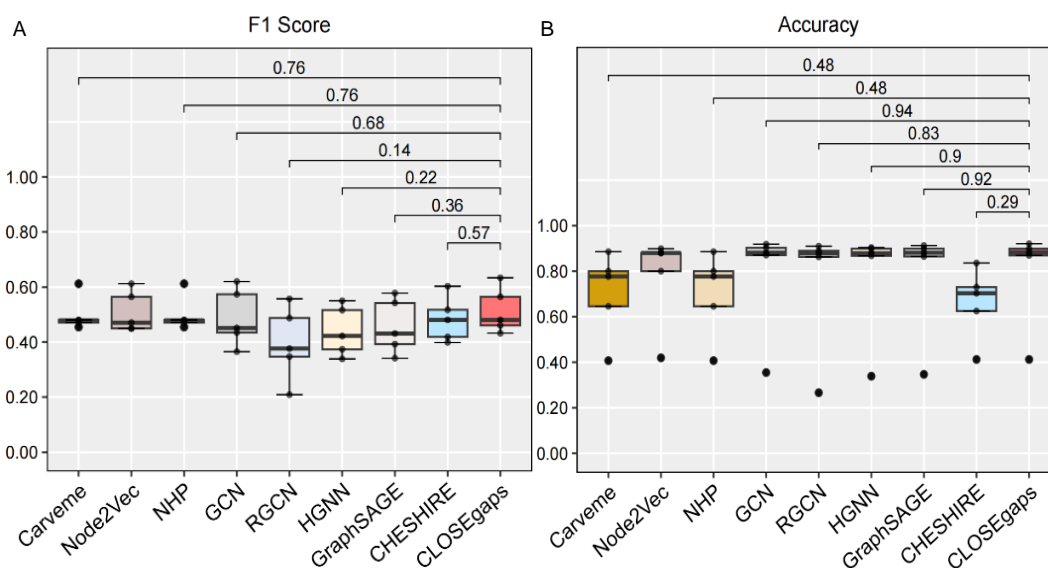 A
F1 Score
0.76
0.76
0.68
0.14
0.22
0.36
0.57
1.00
0.80
0.60
0.40
0.20
0.00
Carveme
Node2Vec
NHP
GCN
RGCN
HGNN
GraphSAGE
CHESHIRE
CLOSEgaps
B
Accuracy
0.48
0.48
0.94
0.83
0.9
0.92
0.29
1.00
0.80
0.60
0.40
0.20
0.00
Carveme
Node2Vec
NHP
GCN
RGCN
HGNN
GraphSAGE
CHESHIRE
CLOSEgaps